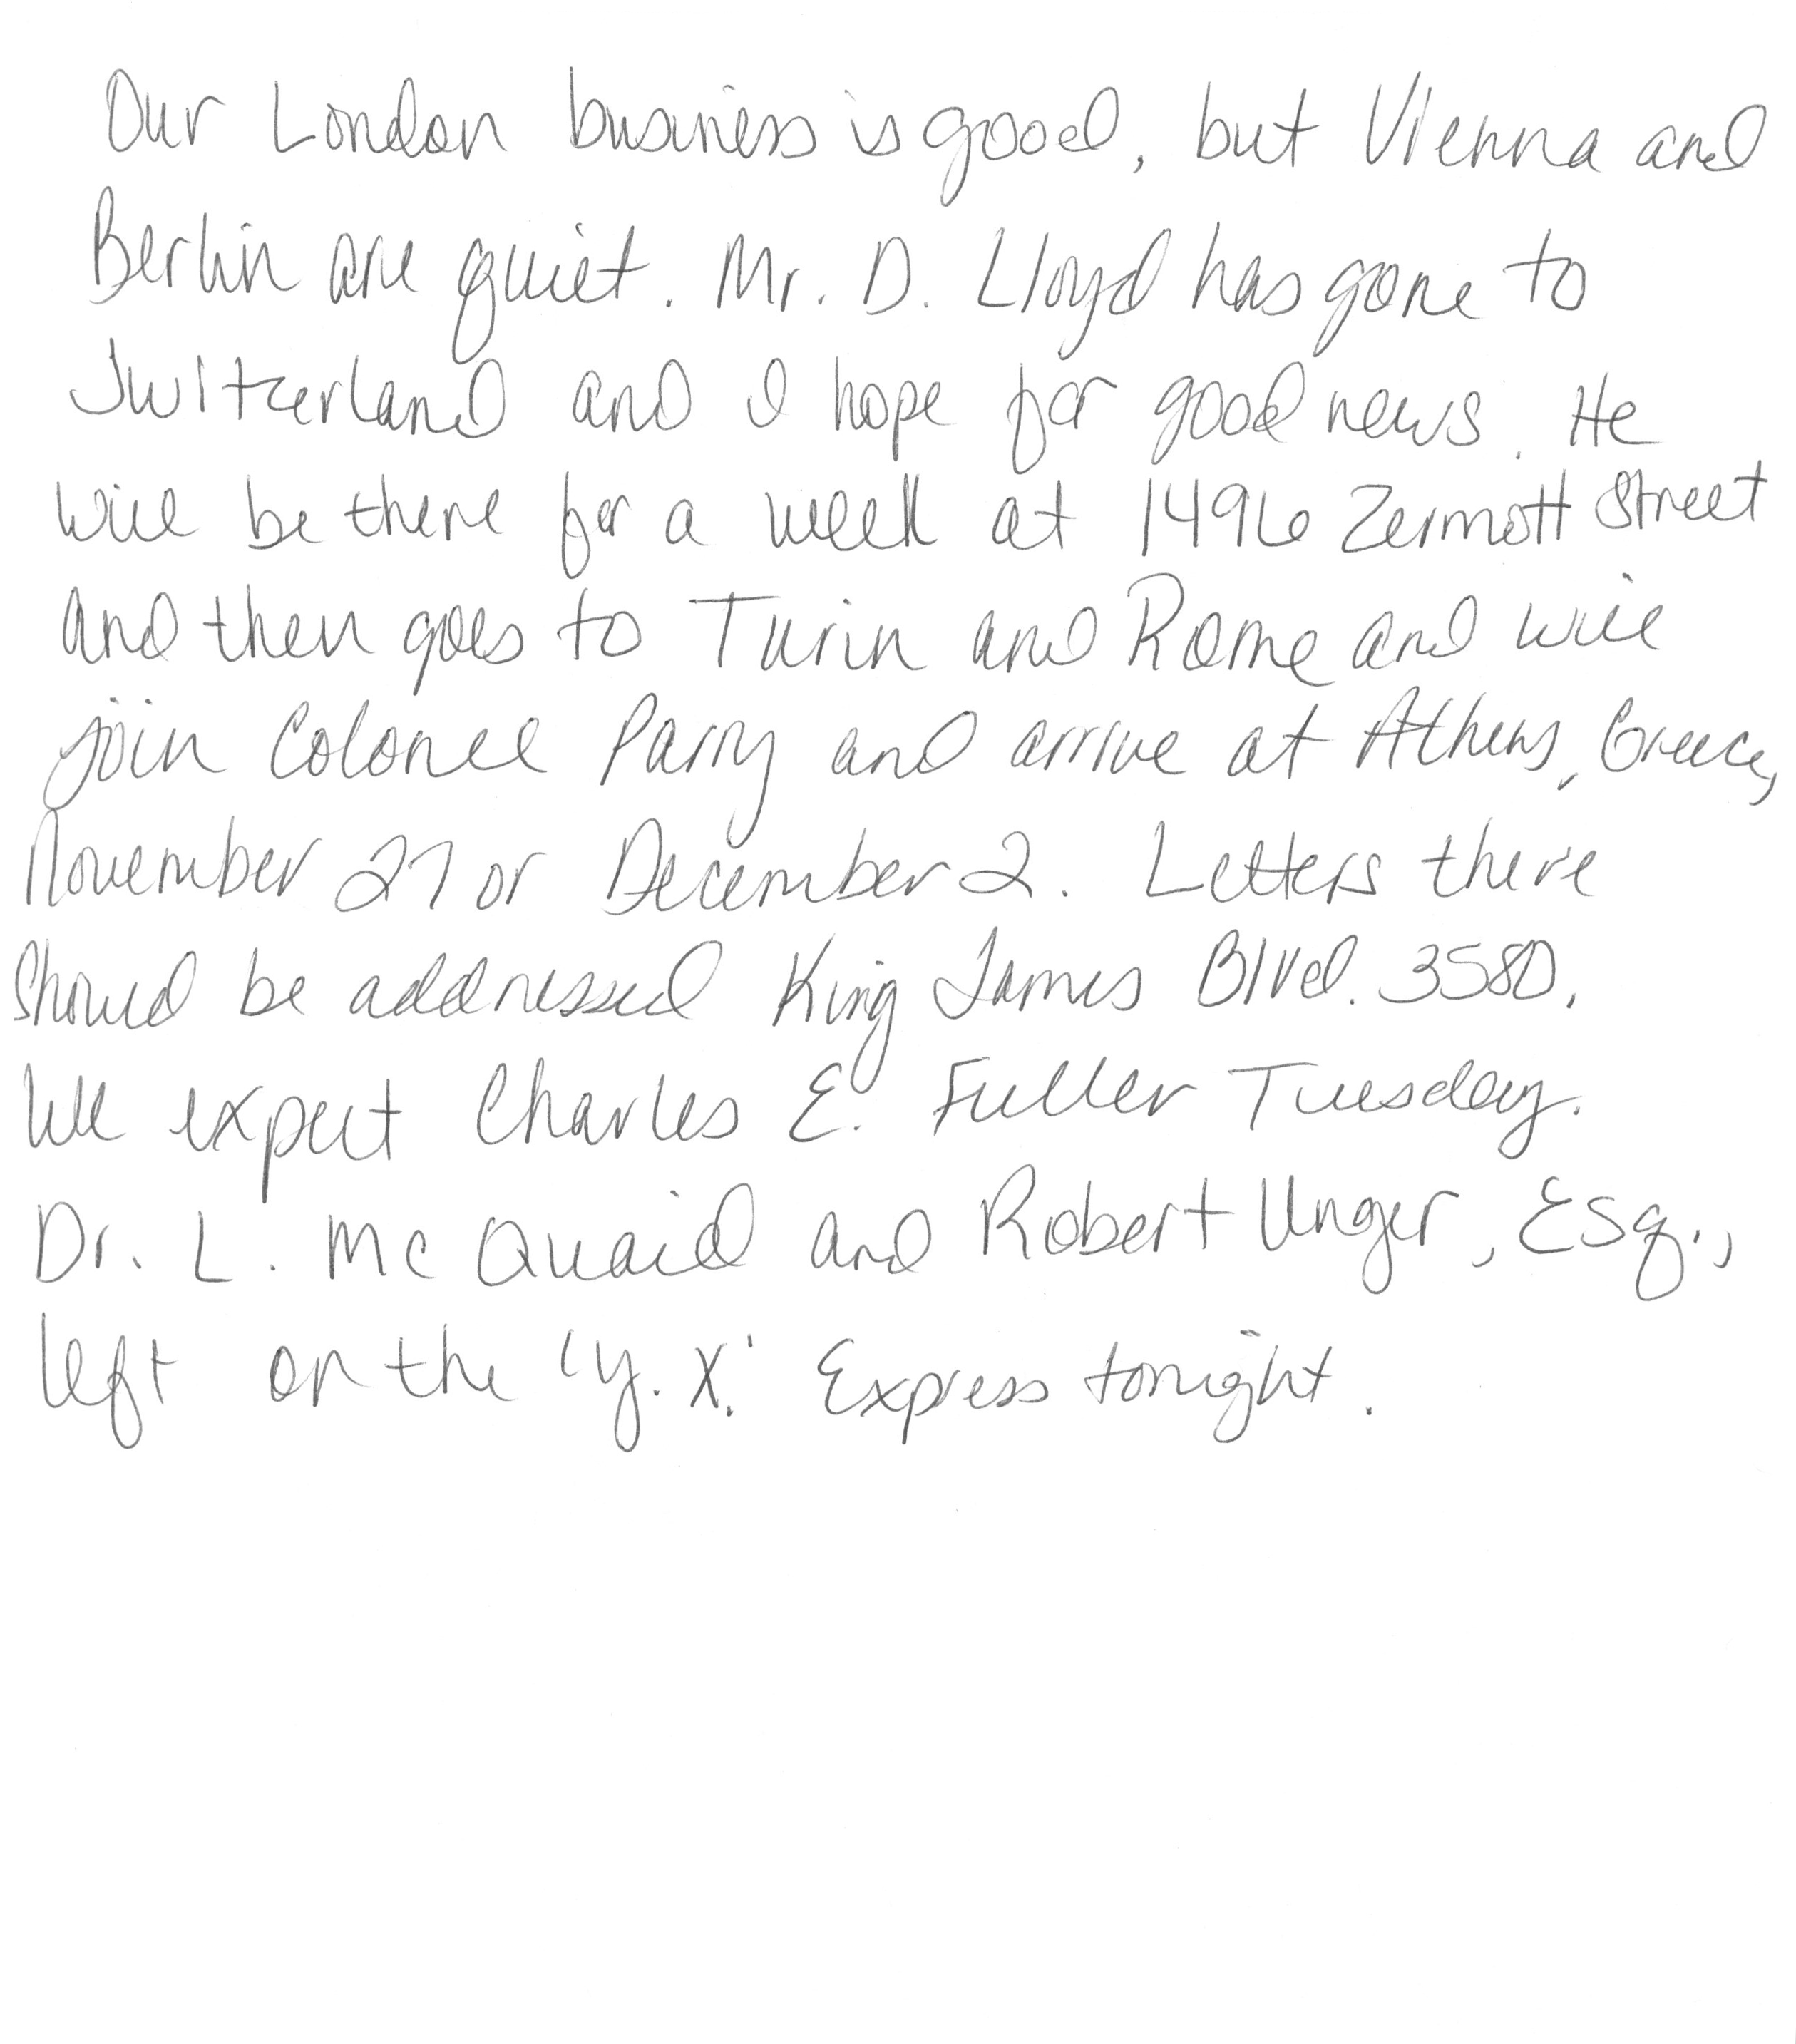 Our London business is good, but Vienna and
Berlin are quiet. Mr. D. Lloyd has gone to
Switzerland and I hope for good news. He
will be there for a week at 1496 Zermott Street
and then goes to Turin and Rome and will
join Colonel Parry and arrive at Athens, Greece,
November 27 or December 2. Letters there
should be addressed King James Blvd. 3580.
We expect Charles E. Fuller Tuesday.
Dr. L. Mc Quaid and Robert Unger, Esq.,
left on the 'Y. X.' Express tonight.